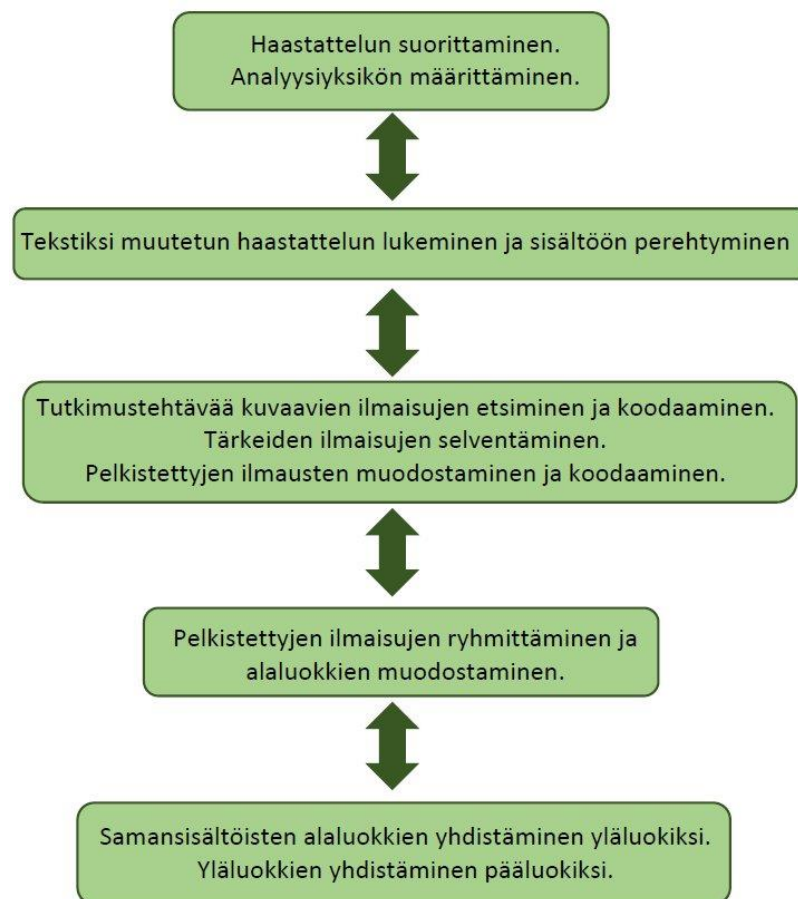 Haastattelun suorittaminen.
Analyysiyksikön määrittäminen.
Tekstiksi muutetun haastattelun lukeminen ja sisältöön perehtyminen
Tutkimustehtävää kuvaavien ilmaisujen etsiminen ja koodaaminen.
Tärkeiden ilmaisujen selventäminen.
Pelkistettyjen ilmausten muodostaminen ja koodaaminen.
Pelkistettyjen ilmaisujen ryhmittäminen ja
alaluokkien muodostaminen.
Samansisältöisten alaluokkien yhdistäminen yläluokiksi.
Yläluokkien yhdistäminen pääluokiksi.